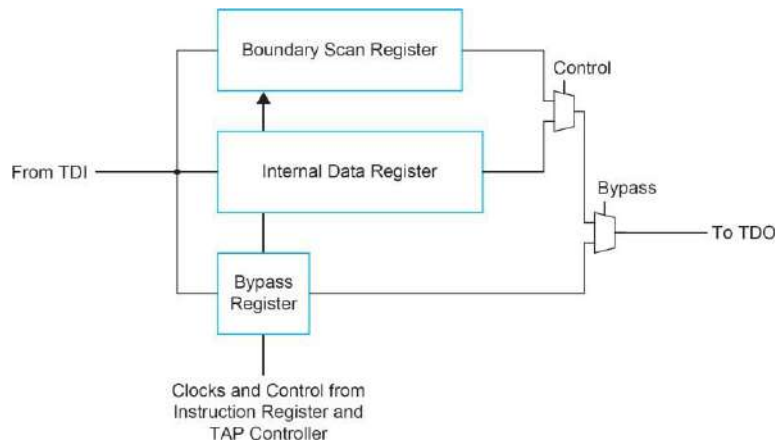 Boundary Scan Register
Control
Internal Data Register
From TDI
Bypass
To TDO
Bypass
Register
Clocks and Control from
Instruction Register and
TAP Controller